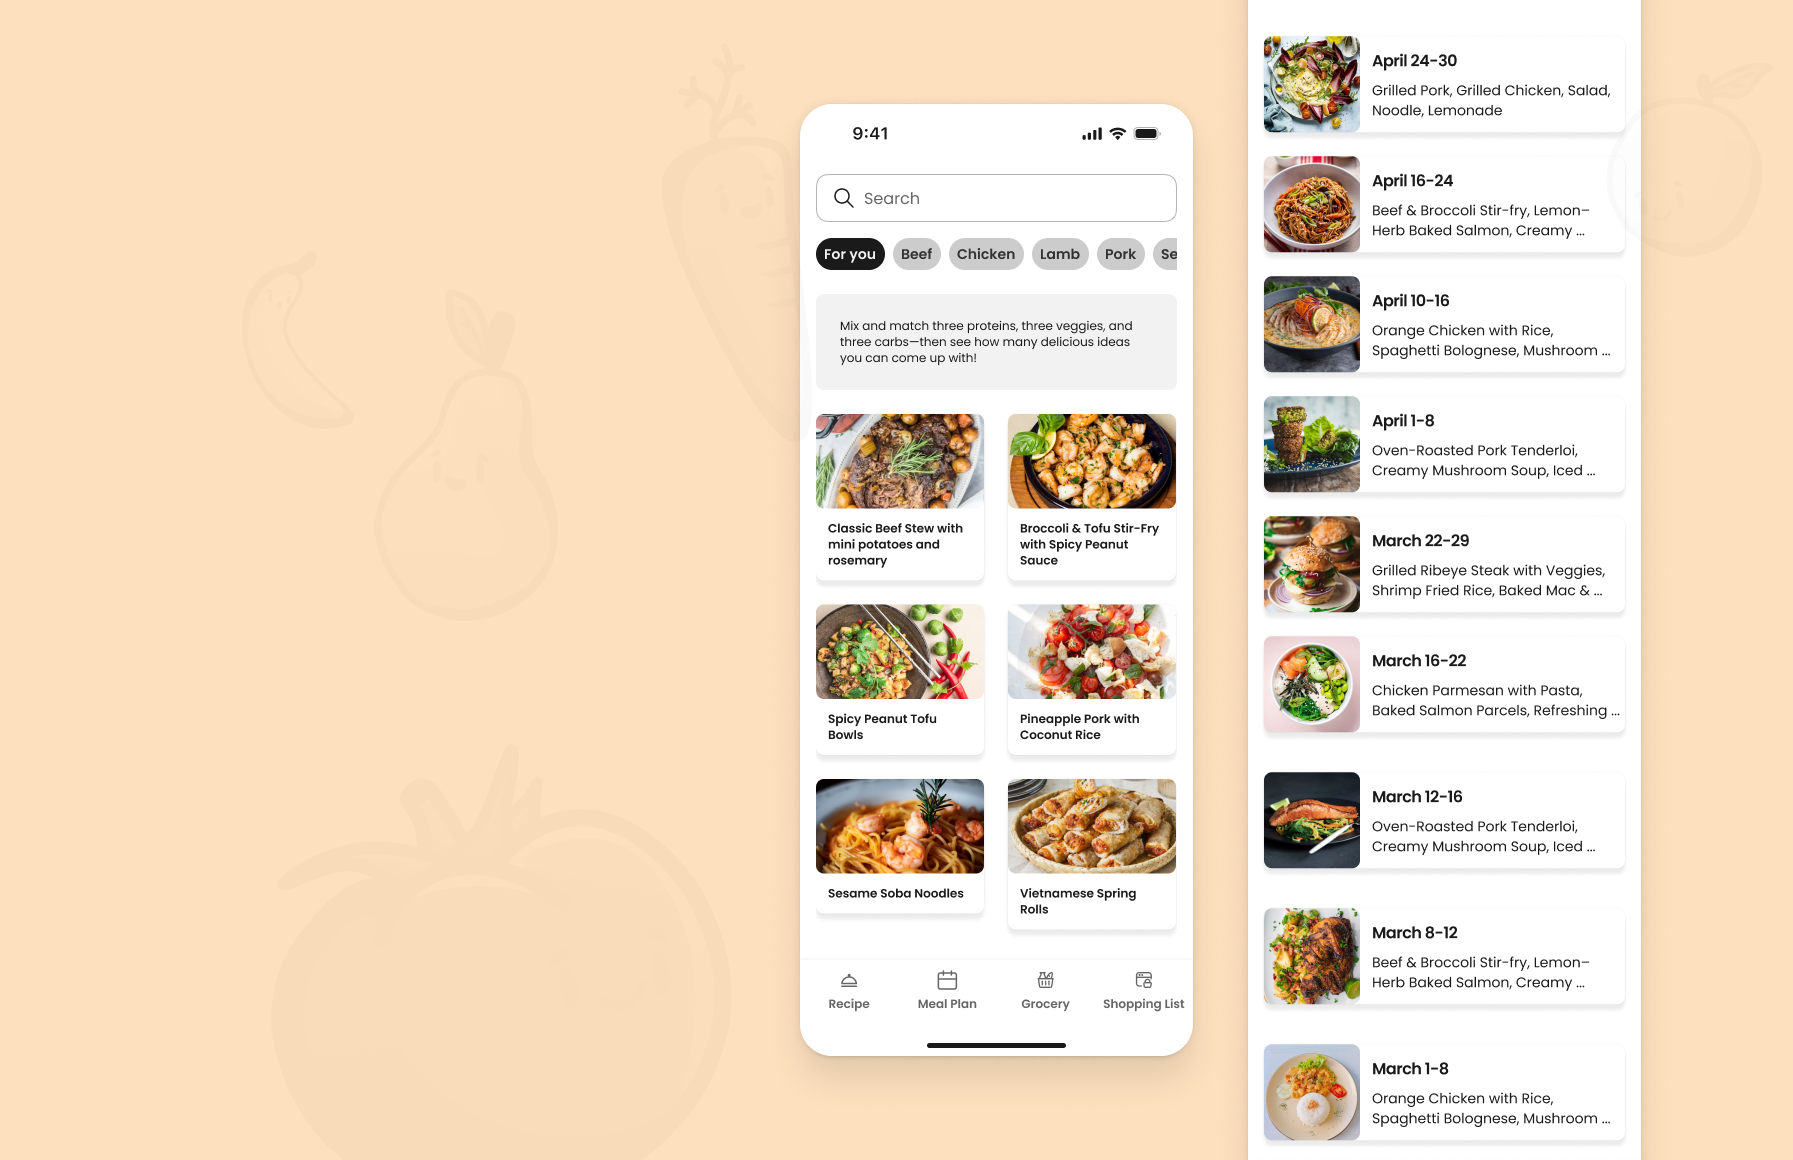 9:41
Search
For you
Beef
Chicken
Lamb
Pork
Se
Mix and match three proteins, three veggies, and
three carbs—then see how many delicious ideas
you can come up with!
Classic Beef Stew with
mini potatoes and
rosemary
Broccoli & Tofu Stir-Fry
with Spicy Peanut
Sauce
Spicy Peanut Tofu
Bowls
Pineapple Pork with
Coconut Rice
Sesame Soba Noodles
Vietnamese Spring
Rolls
Recipe
Meal Plan
Grocery
Shopping List
April 24-30
Grilled Pork, Grilled Chicken, Salad,
Noodle, Lemonade
April 16-24
Beef & Broccoli Stir-fry, Lemon–
Herb Baked Salmon, Creamy ...
April 10-16
Orange Chicken with Rice,
Spaghetti Bolognese, Mushroom ...
April 1-8
Oven-Roasted Pork Tenderloi,
Creamy Mushroom Soup, Iced ...
March 22-29
Grilled Ribeye Steak with Veggies,
Shrimp Fried Rice, Baked Mac & ...
March 16-22
Chicken Parmesan with Pasta,
Baked Salmon Parcels, Refreshing ...
March 12-16
Oven-Roasted Pork Tenderloi,
Creamy Mushroom Soup, Iced ...
March 8-12
Beef & Broccoli Stir-fry, Lemon–
Herb Baked Salmon, Creamy ...
March 1-8
Orange Chicken with Rice,
Spaghetti Bolognese, Mushroom ...